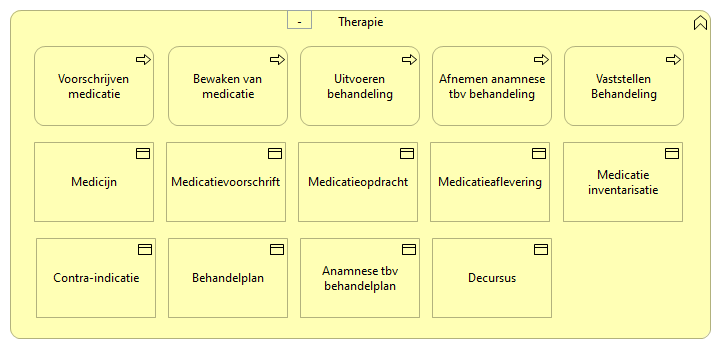 -
Therapie
Voorschrijven
medicatie
Bewaken van
medicatie
Uitvoeren
behandeling
Afnemen anamnese
tbv behandeling
Vaststellen
Behandeling
Medicijn
Medicatievoorschrift
Medicatieopdracht
Medicatieaflevering
Medicatie
inventarisatie
Contra-indicatie
Behandelplan
Anamnese tbv
behandelplan
Decursus